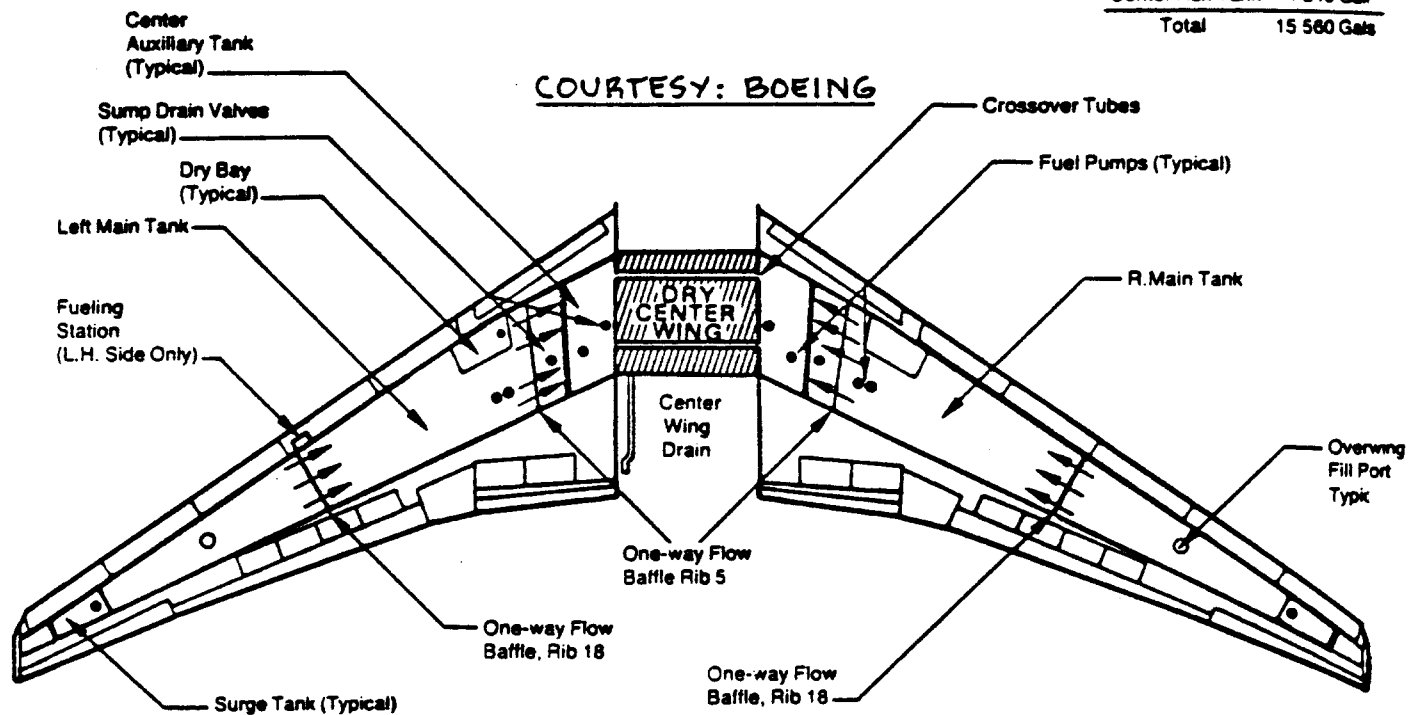 Total 15 560 Gals
Center
Auxiliary Tank
(Typical)
COURTESY: BOEING
Sump Drain Valves
(Typical)
Crossover Tubes
Dry Bay
(Typical)
Fuel Pumps (Typical)
Left Main Tank
R.Main Tank
Fueling
Station
(L.H. Side Only)
DRY
CENTER
WING
Center
Wing
Drain
Overwing
Fill Port
Typic
One-way Flow
Baffle Rib 5
One-way Flow
Baffle, Rib 18
One-way Flow
Baffle, Rib 18
Surge Tank (Typical)